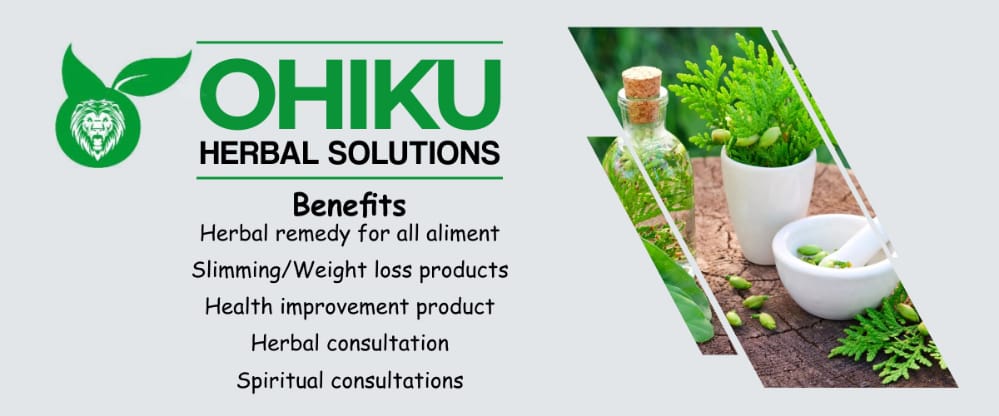 OHIKU
HERBAL SOLUTIONS
Benefits
Herbal remedy for all aliment
Slimming/Weight loss products
Health improvement product
Herbal consultation
Spiritual consultations